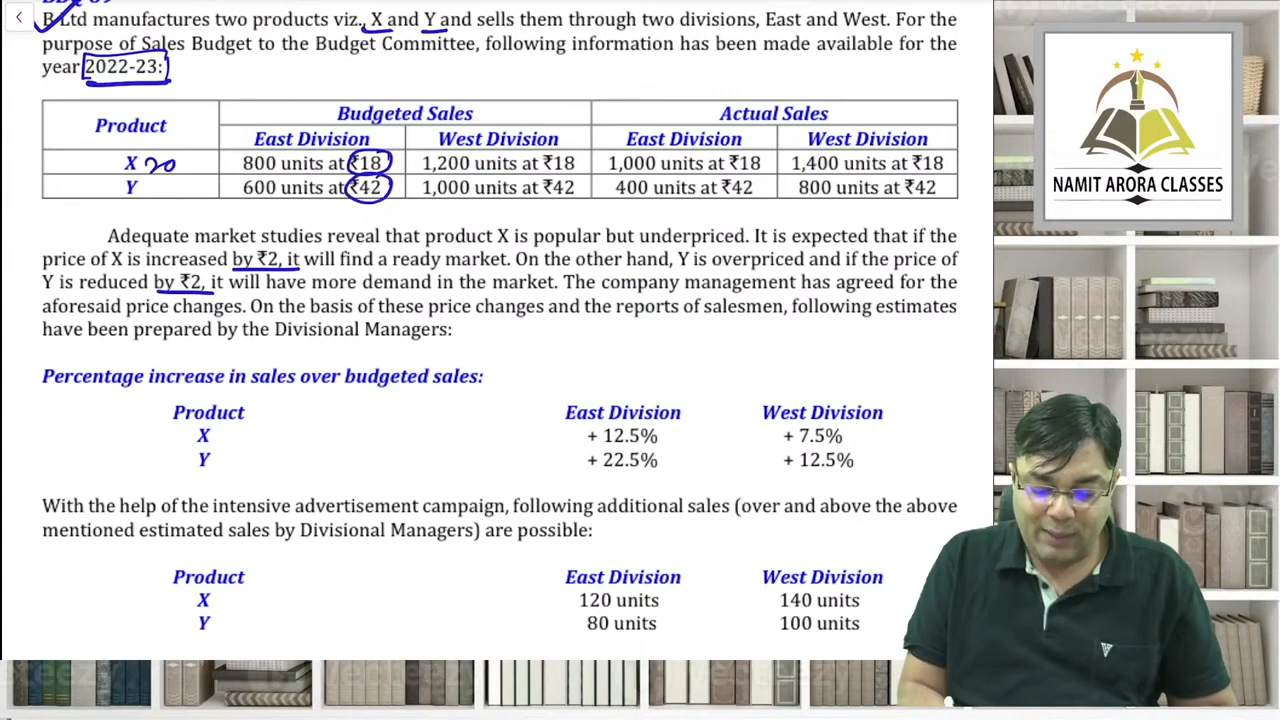 B Ltd manufactures two products viz., X and Y and sells them through two divisions, East and West. For the
purpose of Sales Budget to the Budget Committee, following information has been made available for the
year 2022-23:
Product
Budgeted Sales
Actual Sales
East Division West Division East Division West Division
X 20 800 units at ₹18 1,200 units at ₹18 1,000 units at ₹18 1,400 units at ₹18
Y 600 units at ₹42 1,000 units at ₹42 400 units at ₹42 800 units at ₹42
Adequate market studies reveal that product X is popular but underpriced. It is expected that if the
price of X is increased by ₹2, it will find a ready market. On the other hand, Y is overpriced and if the price of
Y is reduced by ₹2, it will have more demand in the market. The company management has agreed for the
aforesaid price changes. On the basis of these price changes and the reports of salesmen, following estimates
have been prepared by the Divisional Managers:
Percentage increase in sales over budgeted sales:
Product East Division West Division
X + 12.5% + 7.5%
Y + 22.5% + 12.5%
With the help of the intensive advertisement campaign, following additional sales (over and above the above
mentioned estimated sales by Divisional Managers) are possible:
Product East Division West Division
X 120 units 140 units
Y 80 units 100 units
NAMIT ARORA CLASSES